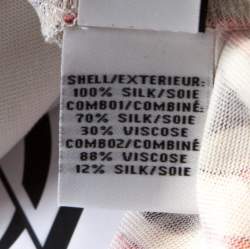 SHELL/EXTERIEUR:
100% SILK/SOIE
COMBO1/COMBINÉ:
70% SILK/SOIE
30% VISCOSE
COMBO2/COMBINÉ:
88% VISCOSE
12% SILK/SOIE